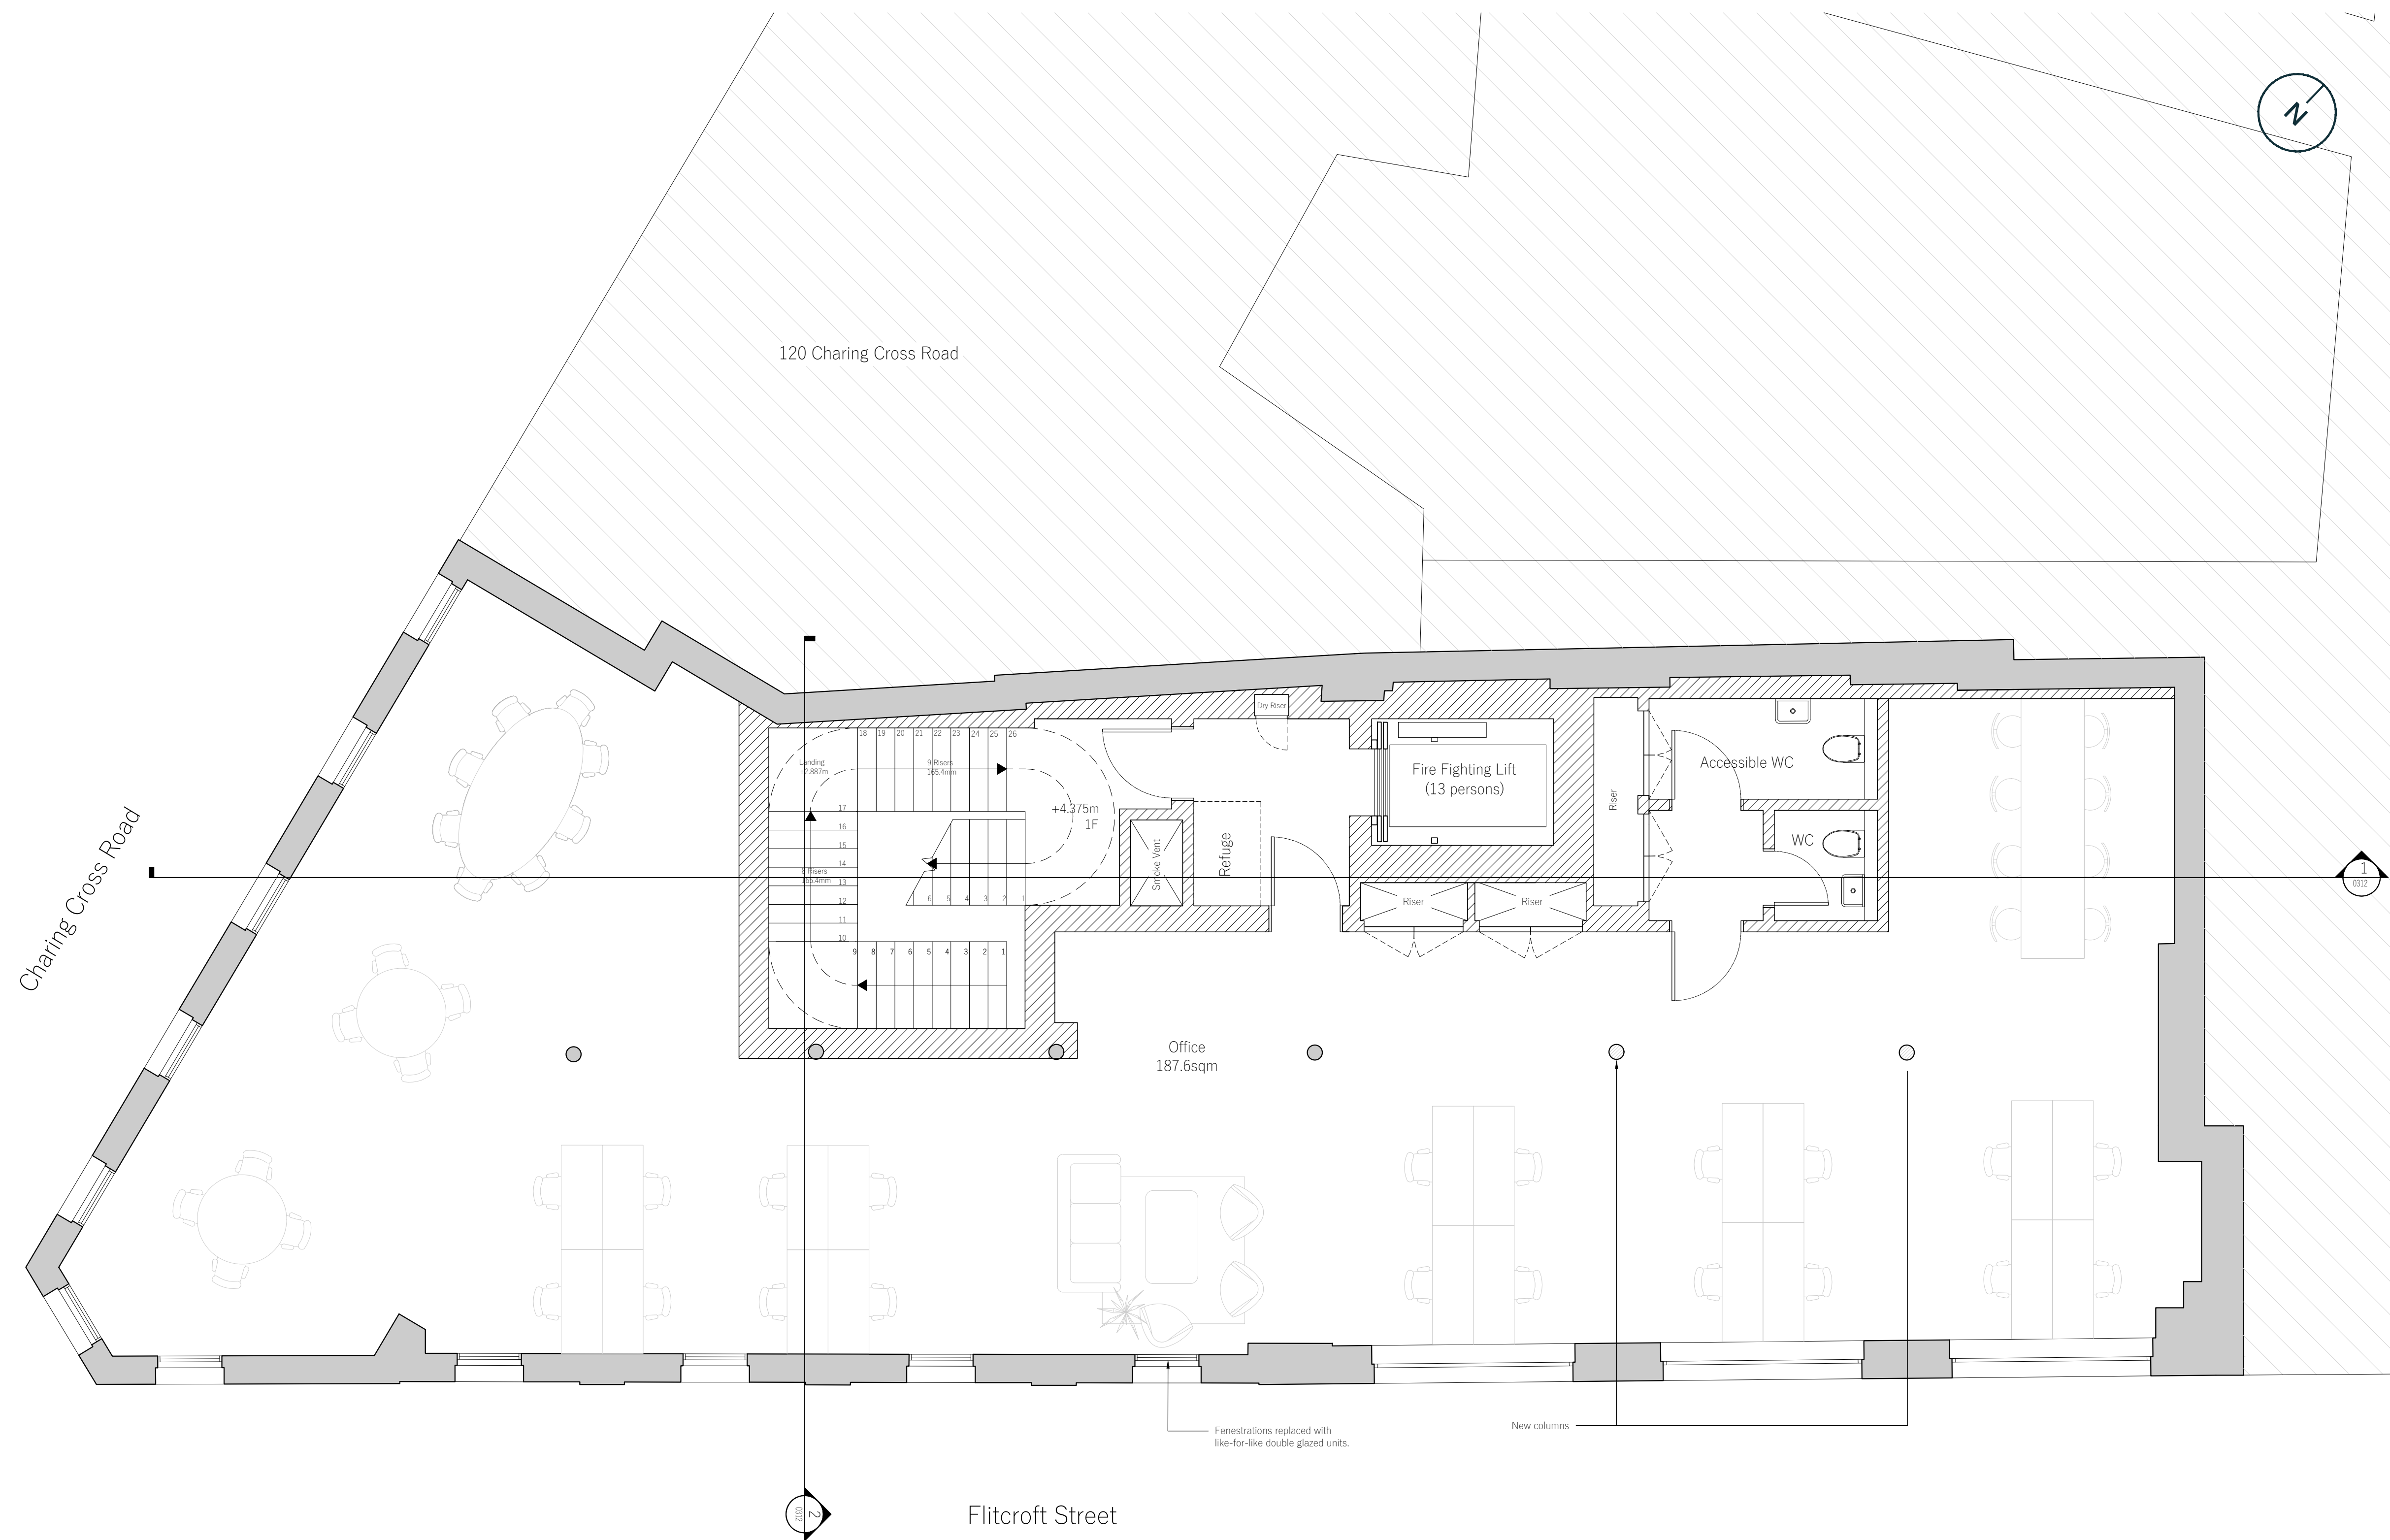 N
120 Charing Cross Road
Charing Cross Road
Dry Riser
18 19 20 21 22 23 24 25 26
Landing
+2.887m
9 Risers
165.4mm
+4.375m
1F
17
16
15
14
13
12
11
10
8 Risers
165.4mm
6 5 4 3 2 1
9 8 7 6 5 4 3 2 1
Smoke Vent
Refuge
Fire Fighting Lift
(13 persons)
Riser
Accessible WC
WC
Riser
Riser
1
0312
Office
187.6sqm
Fenestrations replaced with
like-for-like double glazed units.
New columns
2
0312
Flitcroft Street